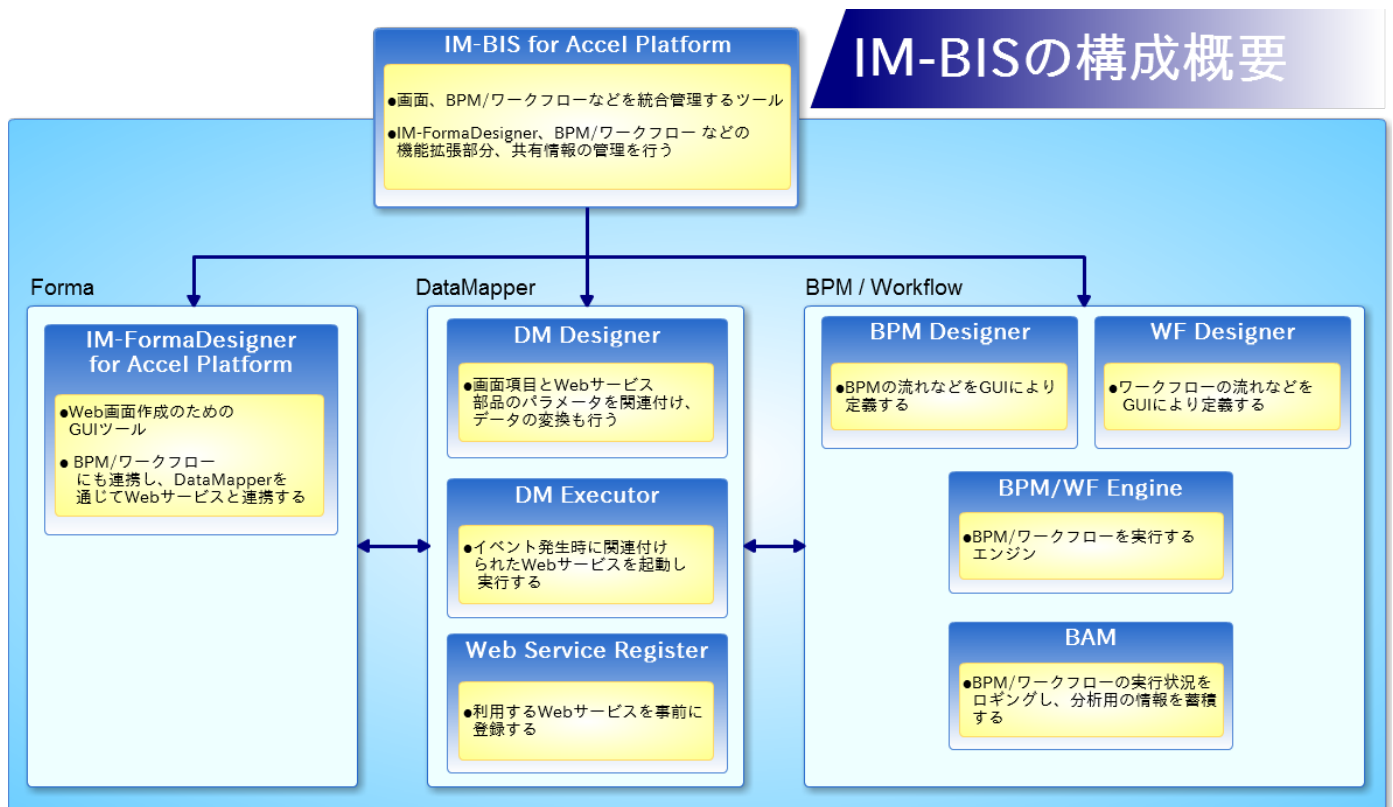 IM-BISの構成概要
IM-BIS for Accel Platform
●画面、BPM/ワークフローなどを統合管理するツール
●IM-FormaDesigner、BPM/ワークフロー などの
機能拡張部分、共有情報の管理を行う
Forma
IM-FormaDesigner
for Accel Platform
●Web画面作成のための
GUIツール
● BPM/ワークフロー
にも連携し、DataMapperを
通じてWebサービスと連携する
DataMapper
DM Designer
●画面項目とWebサービス
部品のパラメータを関連付け、
データの変換も行う
DM Executor
●イベント発生時に関連付け
られたWebサービスを起動し
実行する
Web Service Register
●利用するWebサービスを事前に
登録する
BPM / Workflow
BPM Designer
●BPMの流れなどをGUIにより
定義する
WF Designer
●ワークフローの流れなどを
GUIにより定義する
BPM/WF Engine
●BPM/ワークフローを実行する
エンジン
BAM
●BPM/ワークフローの実行状況を
ロギングし、分析用の情報を蓄積
する